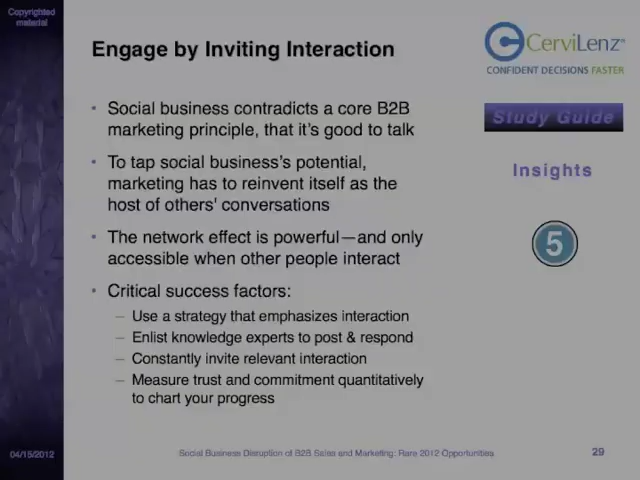 Copyrighted
material
Engage by Inviting Interaction
CerviLenz™
CONFIDENT DECISIONS FASTER
• Social business contradicts a core B2B
marketing principle, that it's good to talk
Study Guide
• To tap social business's potential,
marketing has to reinvent itself as the
host of others' conversations
Insights
• The network effect is powerful—and only
accessible when other people interact
5
• Critical success factors:
– Use a strategy that emphasizes interaction
– Enlist knowledge experts to post & respond
– Constantly invite relevant interaction
– Measure trust and commitment quantitatively
to chart your progress
04/15/2012
Social Business Disruption of B2B Sales and Marketing: Rare 2012 Opportunities
29